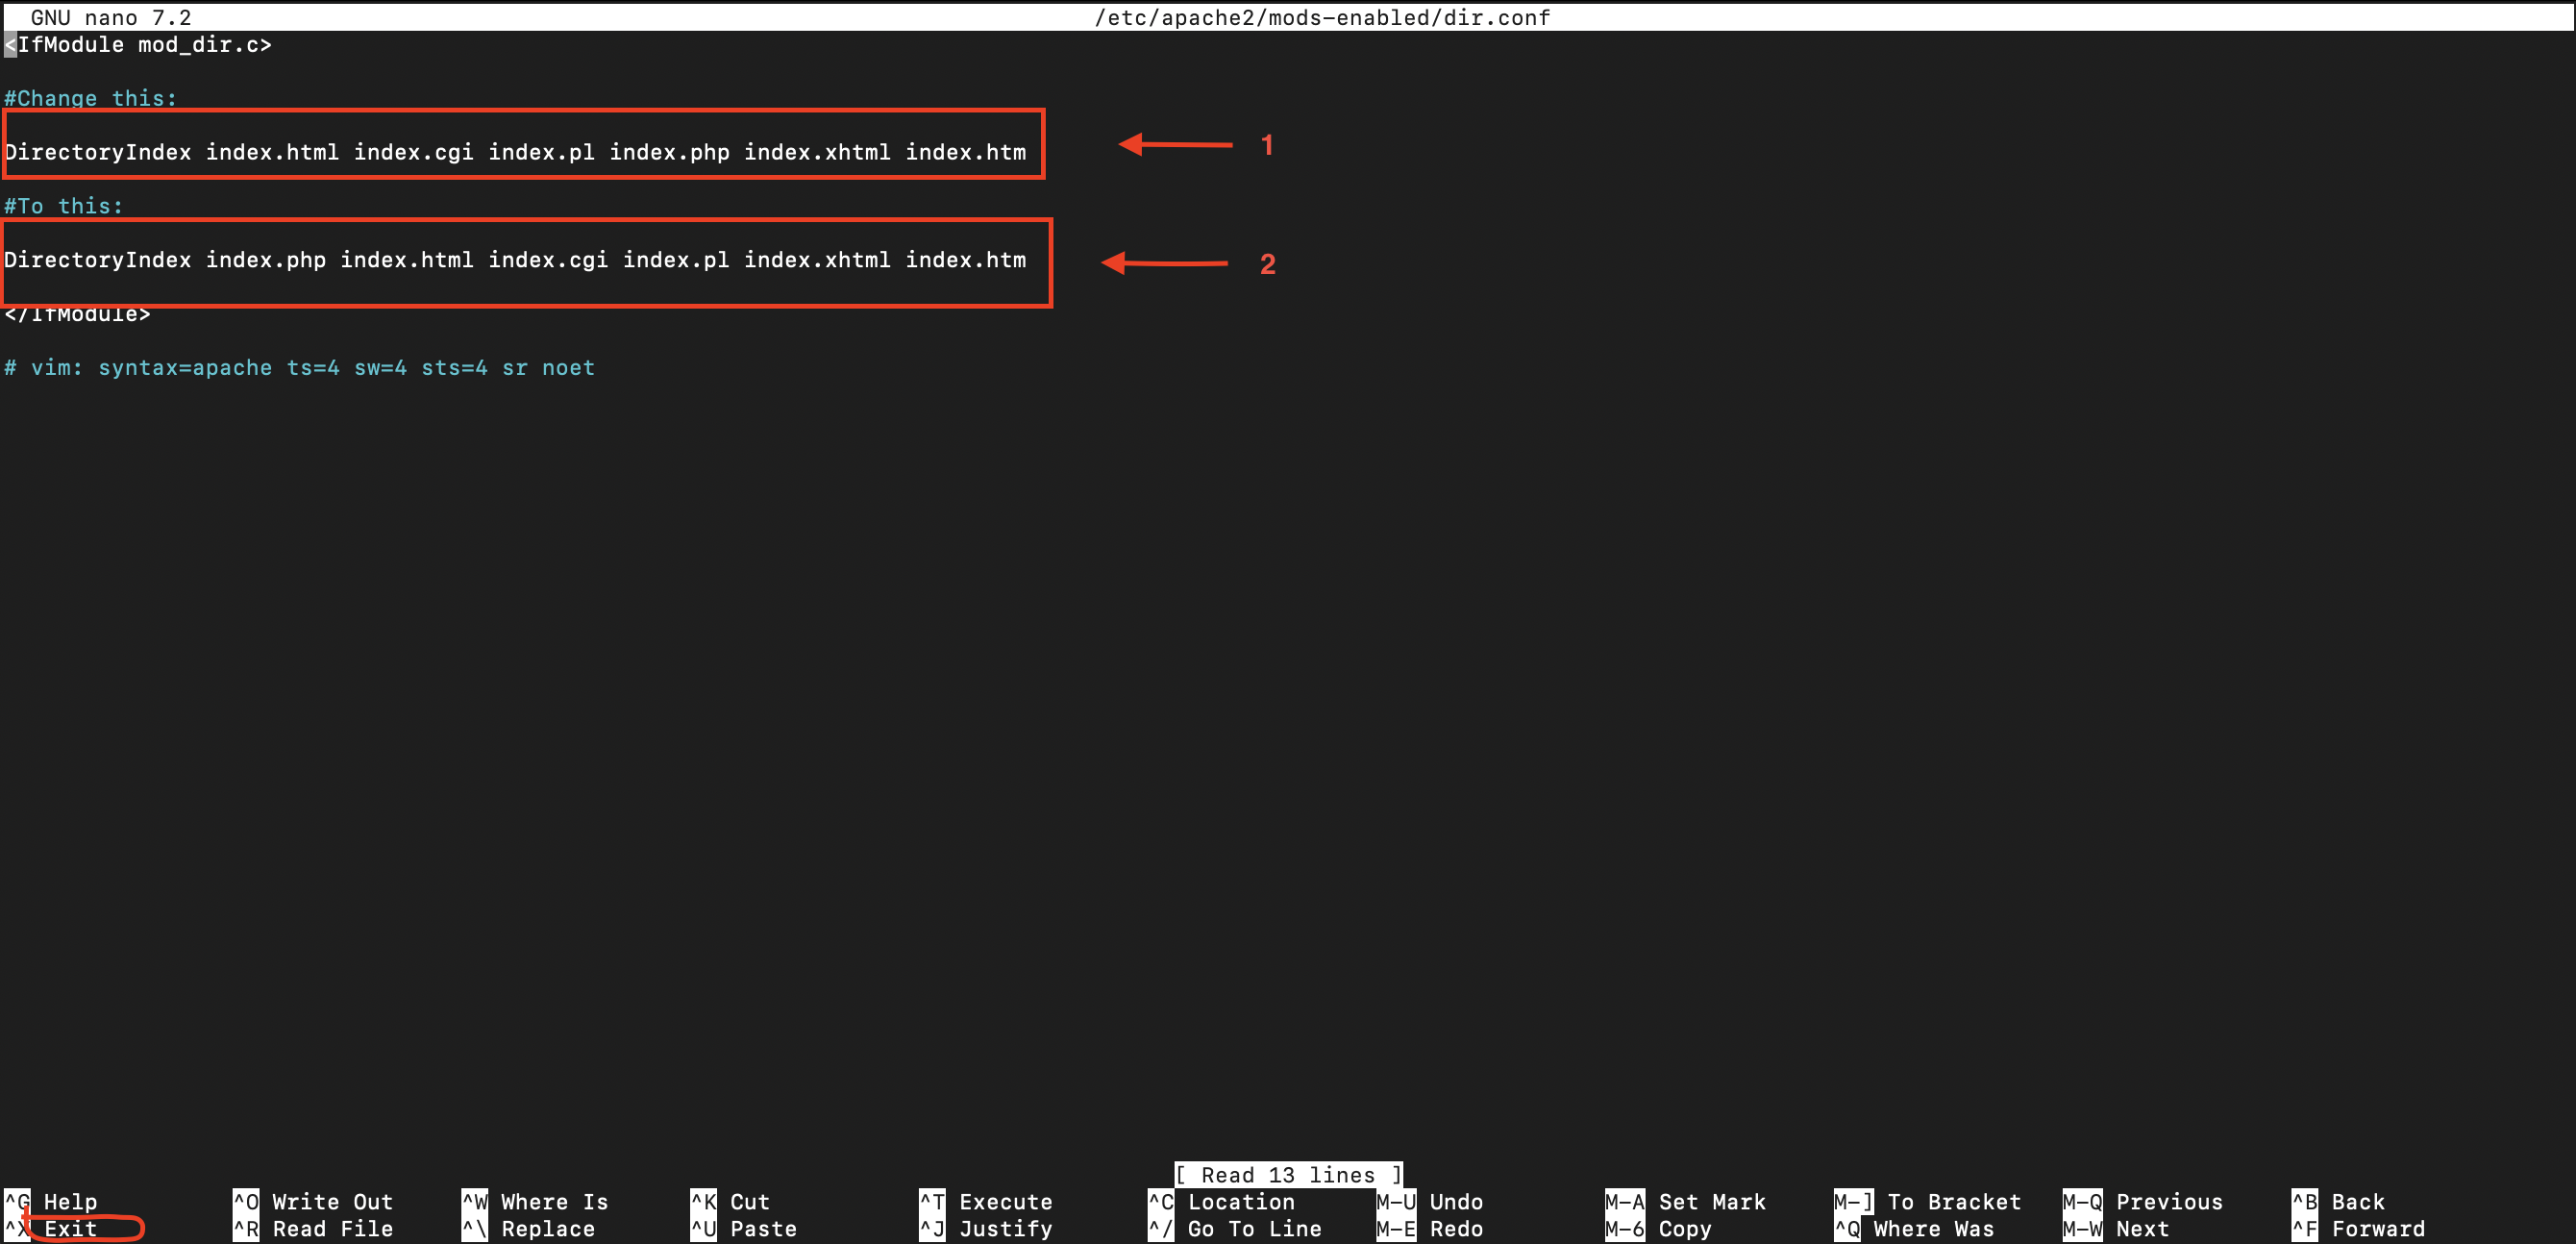 GNU nano 7.2 /etc/apache2/mods-enabled/dir.conf
<IfModule mod_dir.c>
#Change this:
DirectoryIndex index.html index.cgi index.pl index.php index.xhtml index.htm
1
#To this:
DirectoryIndex index.php index.html index.cgi index.pl index.xhtml index.htm
2
</IfModule>
# vim: syntax=apache ts=4 sw=4 sts=4 sr noet
[ Read 13 lines ]
^G Help ^O Write Out ^W Where Is ^K Cut ^T Execute ^C Location M-U Undo M-A Set Mark M-] To Bracket M-Q Previous ^B Back
^X Exit ^R Read File ^\ Replace ^U Paste ^J Justify ^/ Go To Line M-E Redo M-6 Copy ^Q Where Was M-W Next ^F Forward